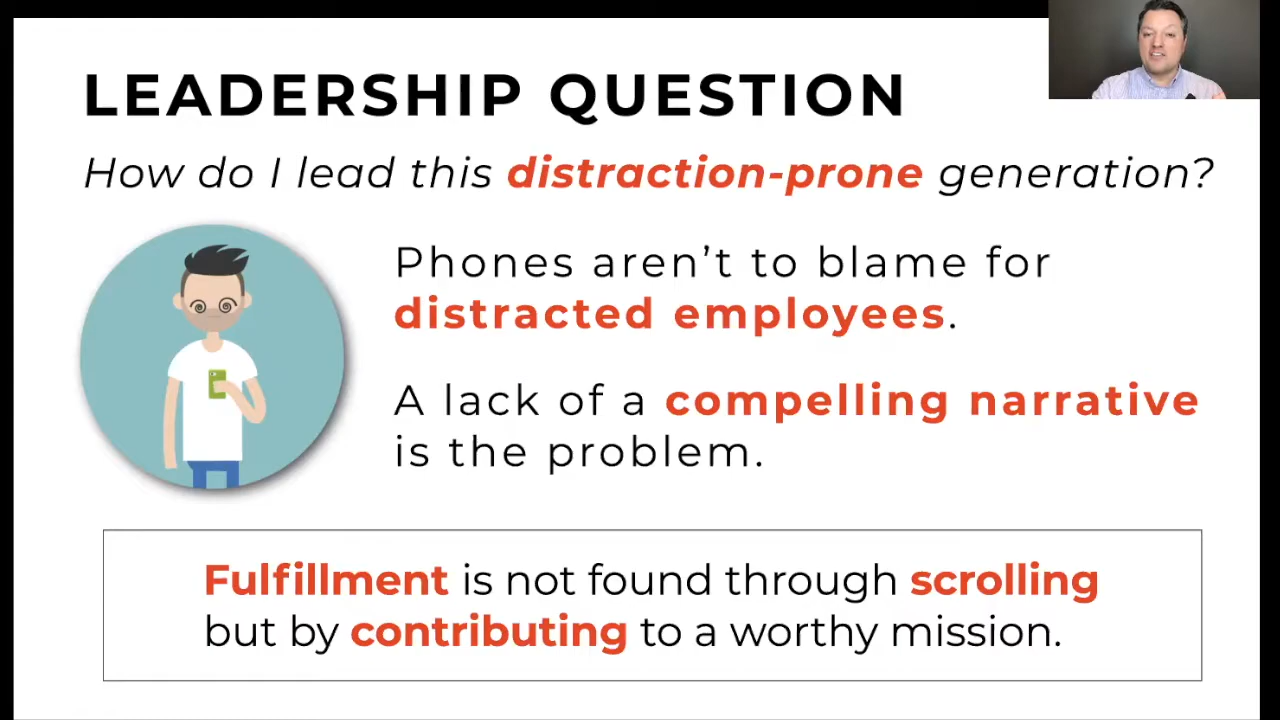 LEADERSHIP QUESTION
How do I lead this distraction-prone generation?
Phones aren’t to blame for
distracted employees.
A lack of a compelling narrative
is the problem.
Fulfillment is not found through scrolling
but by contributing to a worthy mission.